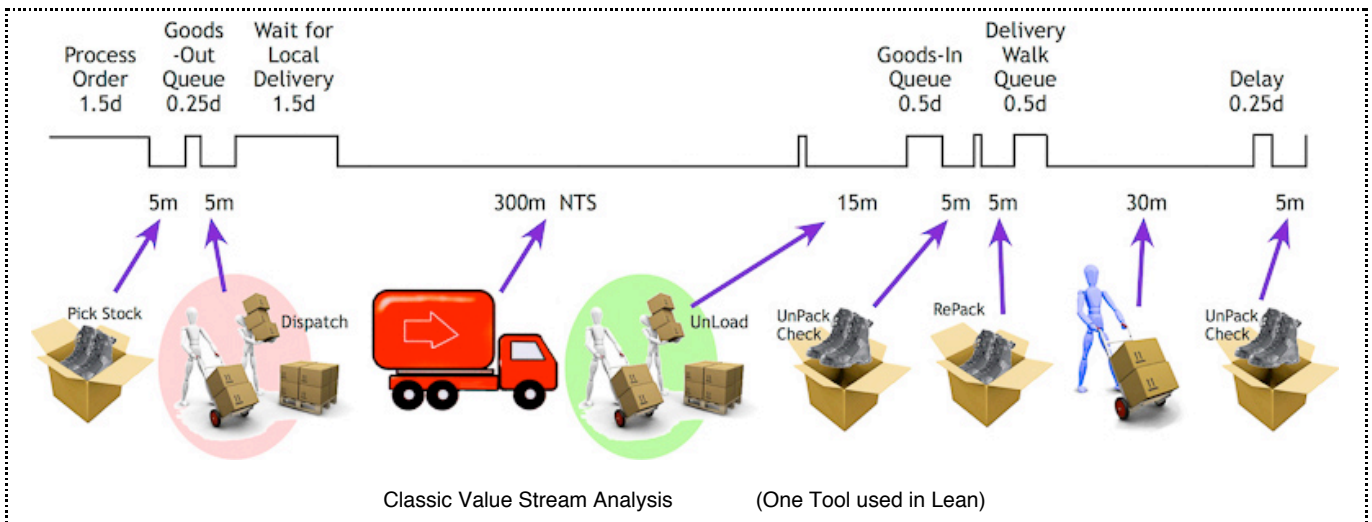 Process
Order
1.5d
Goods
-Out
Queue
0.25d
Wait for
Local
Delivery
1.5d
Goods-In
Queue
0.5d
Delivery
Walk
Queue
0.5d
Delay
0.25d
5m
5m
300m NTS
15m
5m
5m
30m
5m
Pick Stock
Dispatch
UnLoad
UnPack
Check
RePack
UnPack
Check
Classic Value Stream Analysis (One Tool used in Lean)